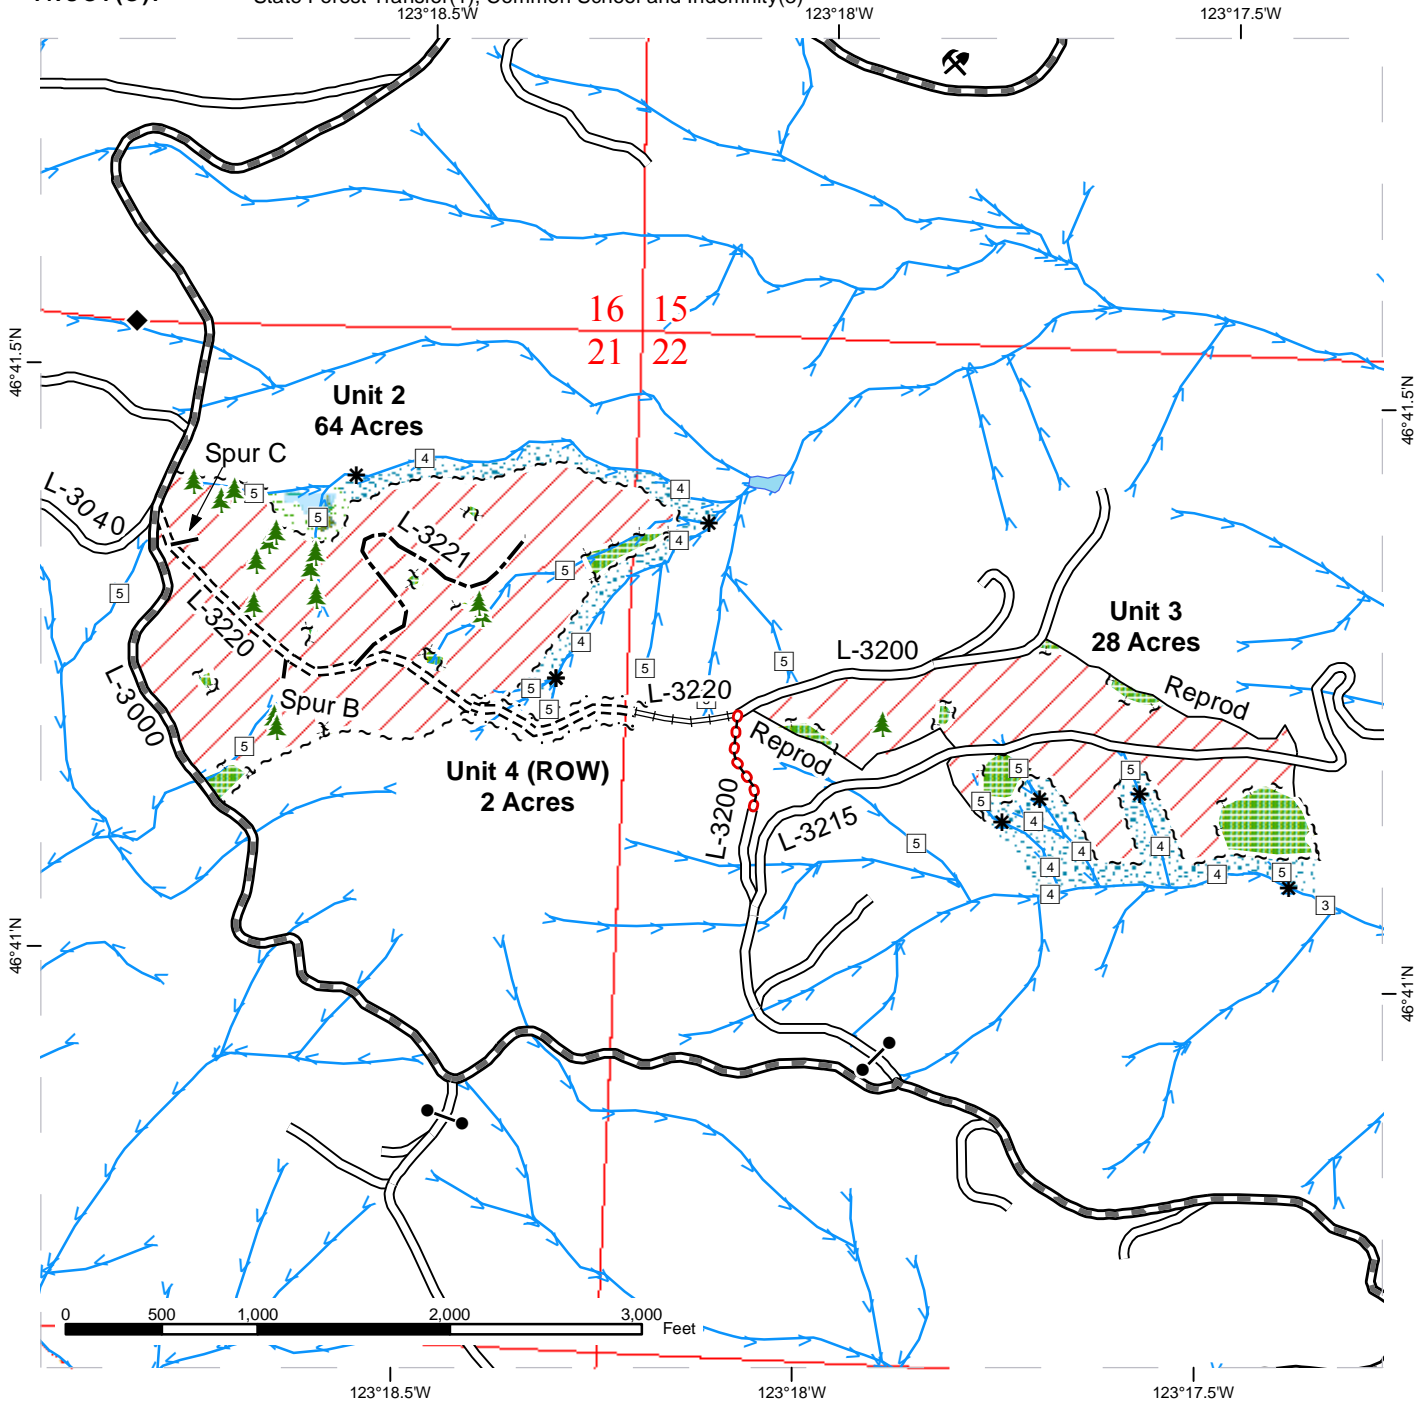 TRUST(S): State Forest Transfer(1), Common School and Indemnity(3)
123°18.5'W 123°18'W 123°17.5'W
16 15
21 22
46°41.5'N
46°41.5'N
Unit 2
64 Acres
Spur C
4
5
4
L-3040
5
L-3221
4
5
5
L-3220
4
Unit 3
28 Acres
L-3200
5
5
5
L-3220
5
Reprod
L-3000
Spur B
5
5
Reprod
Unit 4 (ROW)
2 Acres
L-3200
L-3215
5
5
5
4
4
4
5
4
4
4
5
3
46°41'N
46°41'N
0 500 1,000 2,000 3,000
Feet
123°18.5'W 123°18'W 123°17.5'W